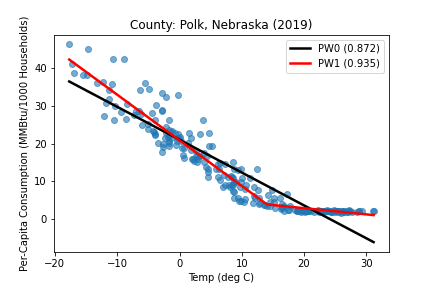 County: Polk, Nebraska (2019)
PW0 (0.872)
PW1 (0.935)
Per-Capita Consumption (MMBtu/1000 Households)
40
30
20
10
0
−20 −10 0 10 20 30
Temp (deg C)